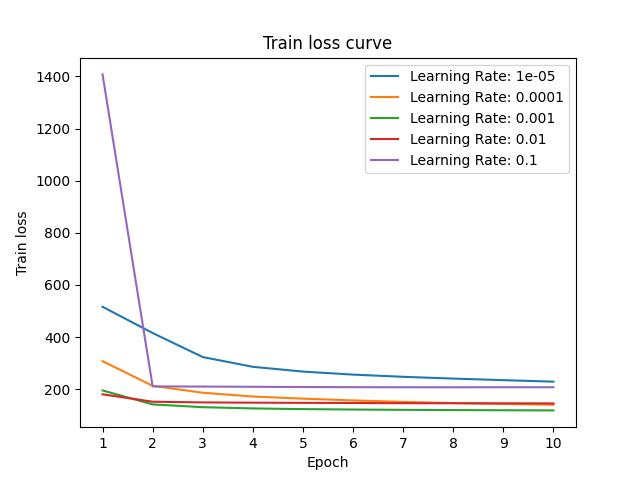 Train loss curve
Learning Rate: 1e-05
Learning Rate: 0.0001
Learning Rate: 0.001
Learning Rate: 0.01
Learning Rate: 0.1
Train loss
1400
1200
1000
800
600
400
200
1 2 3 4 5 6 7 8 9 10
Epoch